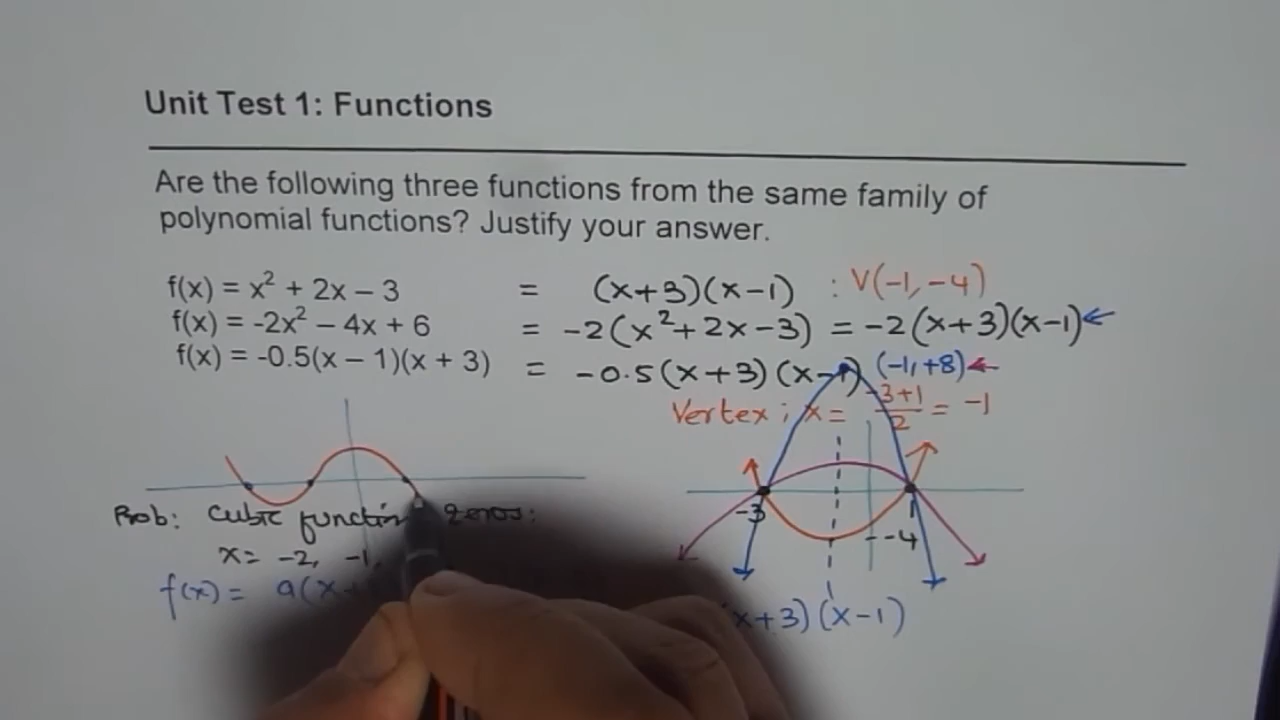 Unit Test 1: Functions
Are the following three functions from the same family of
polynomial functions? Justify your answer.
f(x) = x² + 2x – 3 = (x+3)(x-1) : V(-1, -4)
f(x) = -2x² – 4x + 6 = -2(x²+2x-3) = -2(x+3)(x-1)
f(x) = -0.5(x – 1)(x + 3) = -0.5(x+3)(x-1) (-1, +8)
Vertex ; x = -3+1/2 = -1
-3 1
-4
Prob: Cubic function zeros:
x = -2, -1,
f(x) = a(x+
x+3)(x-1)